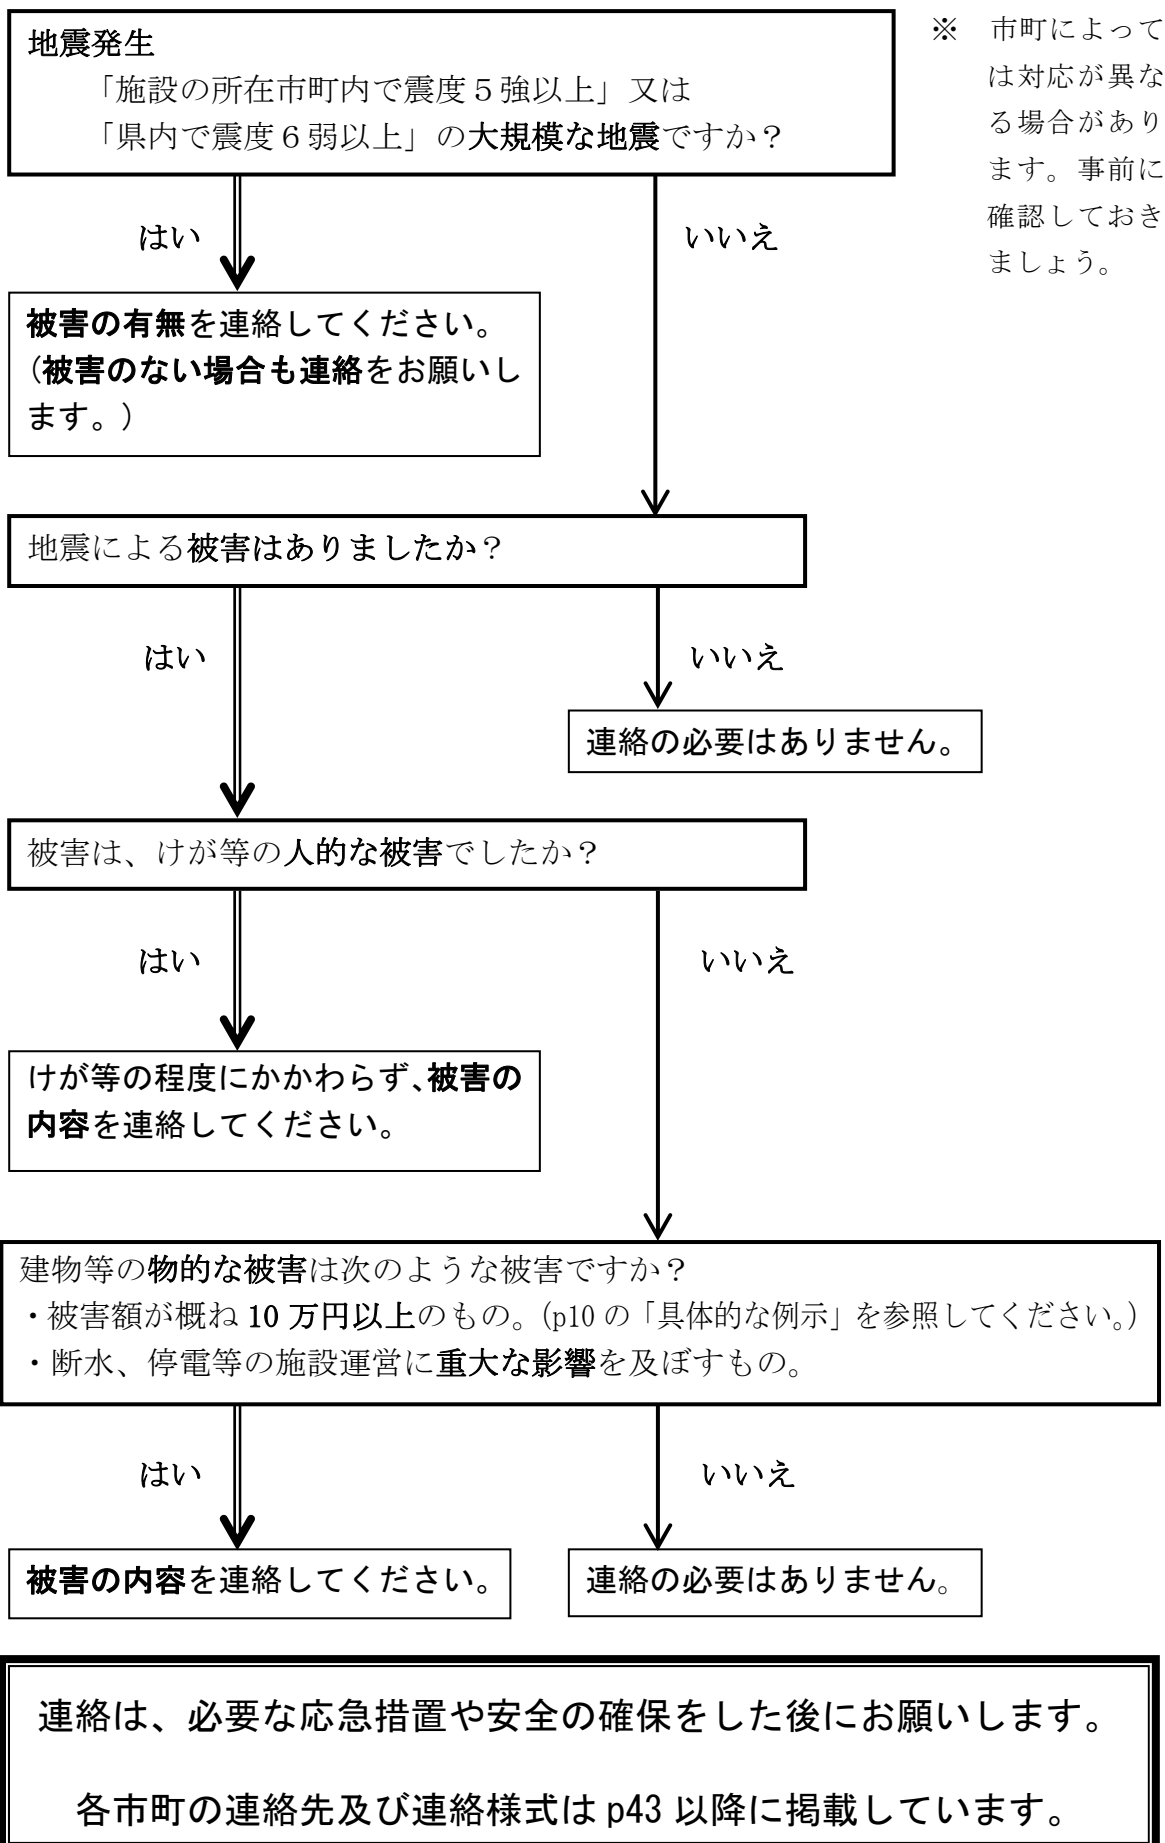 地震発生
「施設の所在市町内で震度５強以上」又は
「県内で震度６弱以上」の大規模な地震ですか？
※　市町によって
は対応が異な
る場合があり
ます。事前に
確認しておき
ましょう。
はい
いいえ
被害の有無を連絡してください。
（被害のない場合も連絡をお願いし
ます。）
地震による被害はありましたか？
はい
いいえ
連絡の必要はありません。
被害は、けが等の人的な被害でしたか？
はい
いいえ
けが等の程度にかかわらず、被害の
内容を連絡してください。
建物等の物的な被害は次のような被害ですか？
・被害額が概ね 10 万円以上のもの。（p10 の「具体的な例示」を参照してください。）
・断水、停電等の施設運営に重大な影響を及ぼすもの。
はい
いいえ
被害の内容を連絡してください。
連絡の必要はありません。
連絡は、必要な応急措置や安全の確保をした後にお願いします。
各市町の連絡先及び連絡様式は p43 以降に掲載しています。